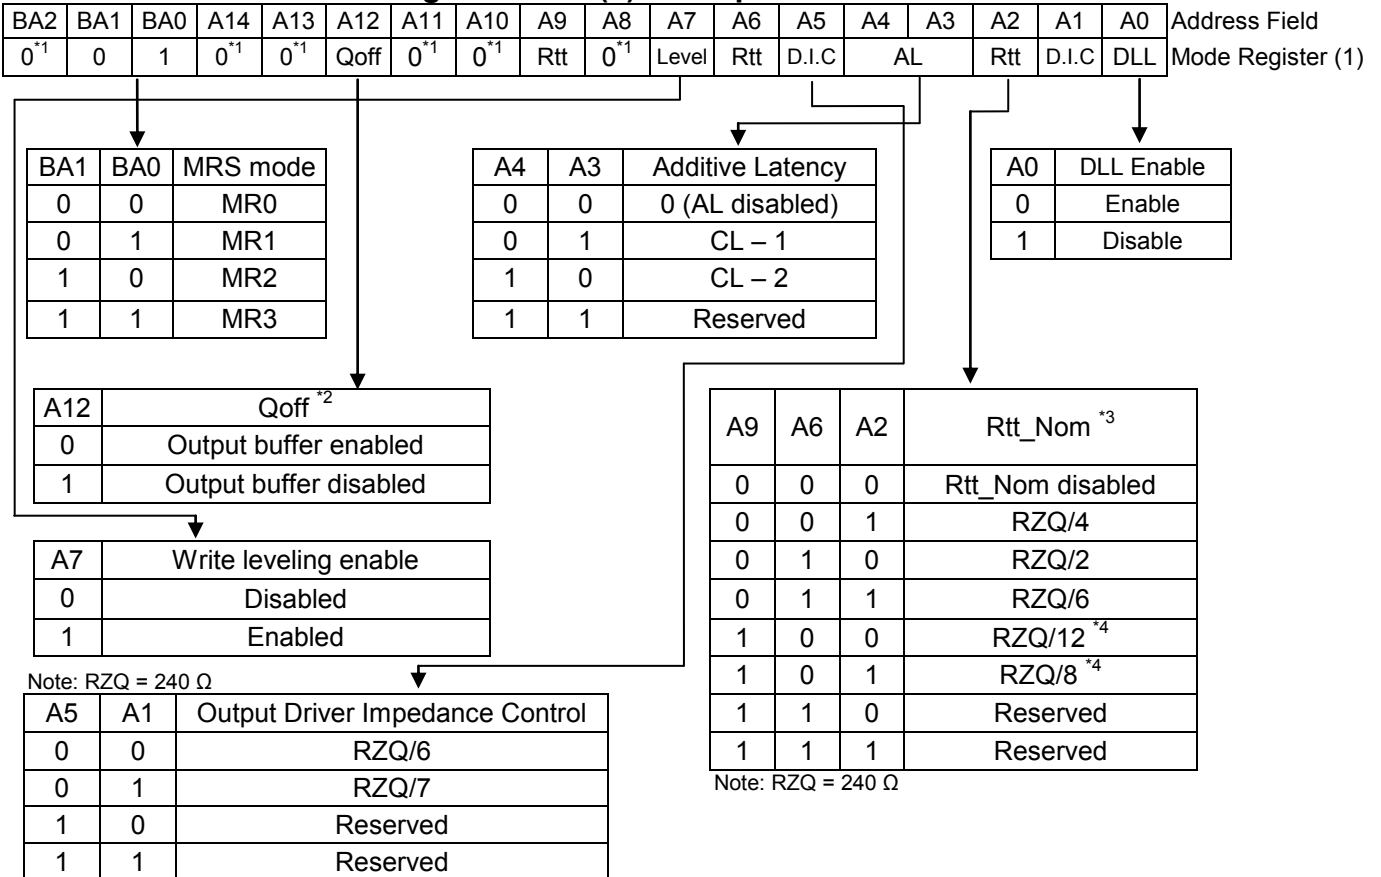 BA2 BA1 BA0 A14 A13 A12 A11 A10 A9 A8 A7 A6 A5 A4 A3 A2 A1 A0 Address Field
0*1 0 1 0*1 0*1 Qoff 0*1 0*1 Rtt 0*1 Level Rtt D.I.C AL Rtt D.I.C DLL Mode Register (1)
BA1 BA0 MRS mode
0 0 MR0
0 1 MR1
1 0 MR2
1 1 MR3
A4 A3 Additive Latency
0 0 0 (AL disabled)
0 1 CL – 1
1 0 CL – 2
1 1 Reserved
A0 DLL Enable
0 Enable
1 Disable
A12 Qoff *2
0 Output buffer enabled
1 Output buffer disabled
A7 Write leveling enable
0 Disabled
1 Enabled
Note: RZQ = 240 Ω
A5 A1 Output Driver Impedance Control
0 0 RZQ/6
0 1 RZQ/7
1 0 Reserved
1 1 Reserved
A9 A6 A2 Rtt_Nom *3
0 0 0 Rtt_Nom disabled
0 0 1 RZQ/4
0 1 0 RZQ/2
0 1 1 RZQ/6
1 0 0 RZQ/12 *4
1 0 1 RZQ/8 *4
1 1 0 Reserved
1 1 1 Reserved
Note: RZQ = 240 Ω